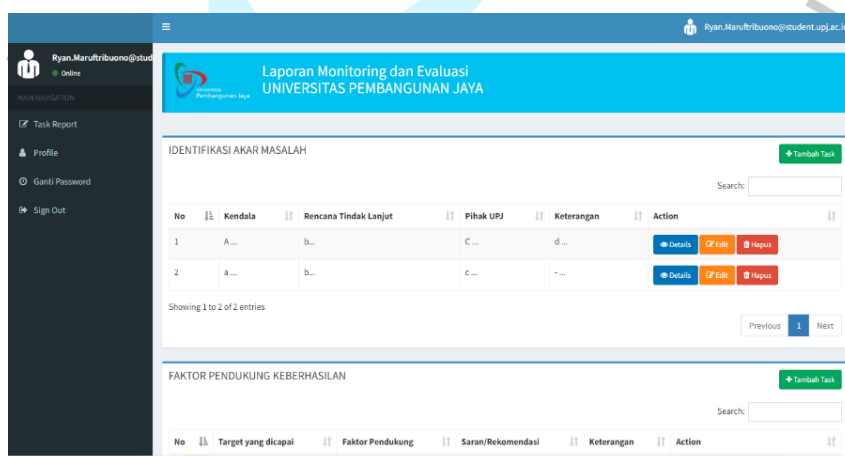 Ryan.Maruftribuono@student.upj.ac.i
Ryan.Maruftribuono@stud
Online
MAIN NAVIGATION
Task Report
Profile
Ganti Password
Sign Out
Universitas
Pembangunan Jaya
Laporan Monitoring dan Evaluasi
UNIVERSITAS PEMBANGUNAN JAYA
IDENTIFIKASI AKAR MASALAH
+Tambah Task
Search:
No Kendala Rencana Tindak Lanjut Pihak UPJ Keterangan Action
1 A ... b... C ... d ... Details Edit Hapus
2 a ... b... c ... - ... Details Edit Hapus
Showing 1 to 2 of 2 entries
Previous 1 Next
FAKTOR PENDUKUNG KEBERHASILAN
+Tambah Task
Search:
No Target yang dicapai Faktor Pendukung Saran/Rekomendasi Keterangan Action